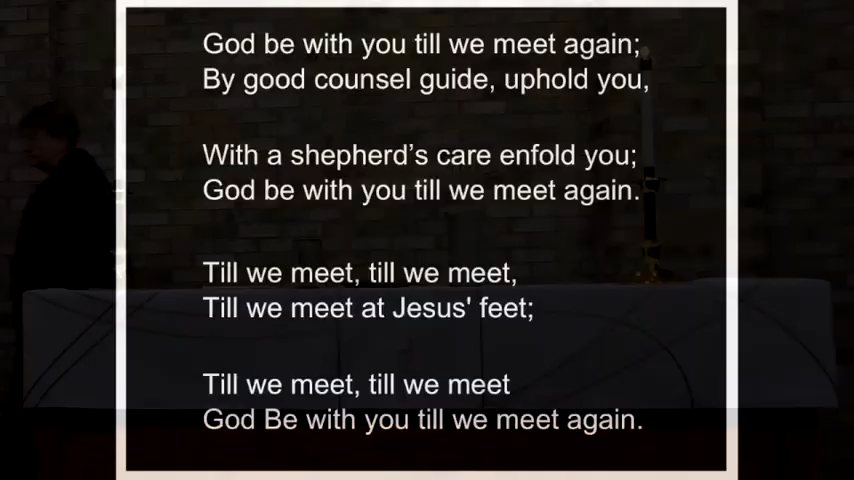 God be with you till we meet again;
By good counsel guide, uphold you,
With a shepherd’s care enfold you;
God be with you till we meet again.
Till we meet, till we meet,
Till we meet at Jesus' feet;
Till we meet, till we meet
God Be with you till we meet again.